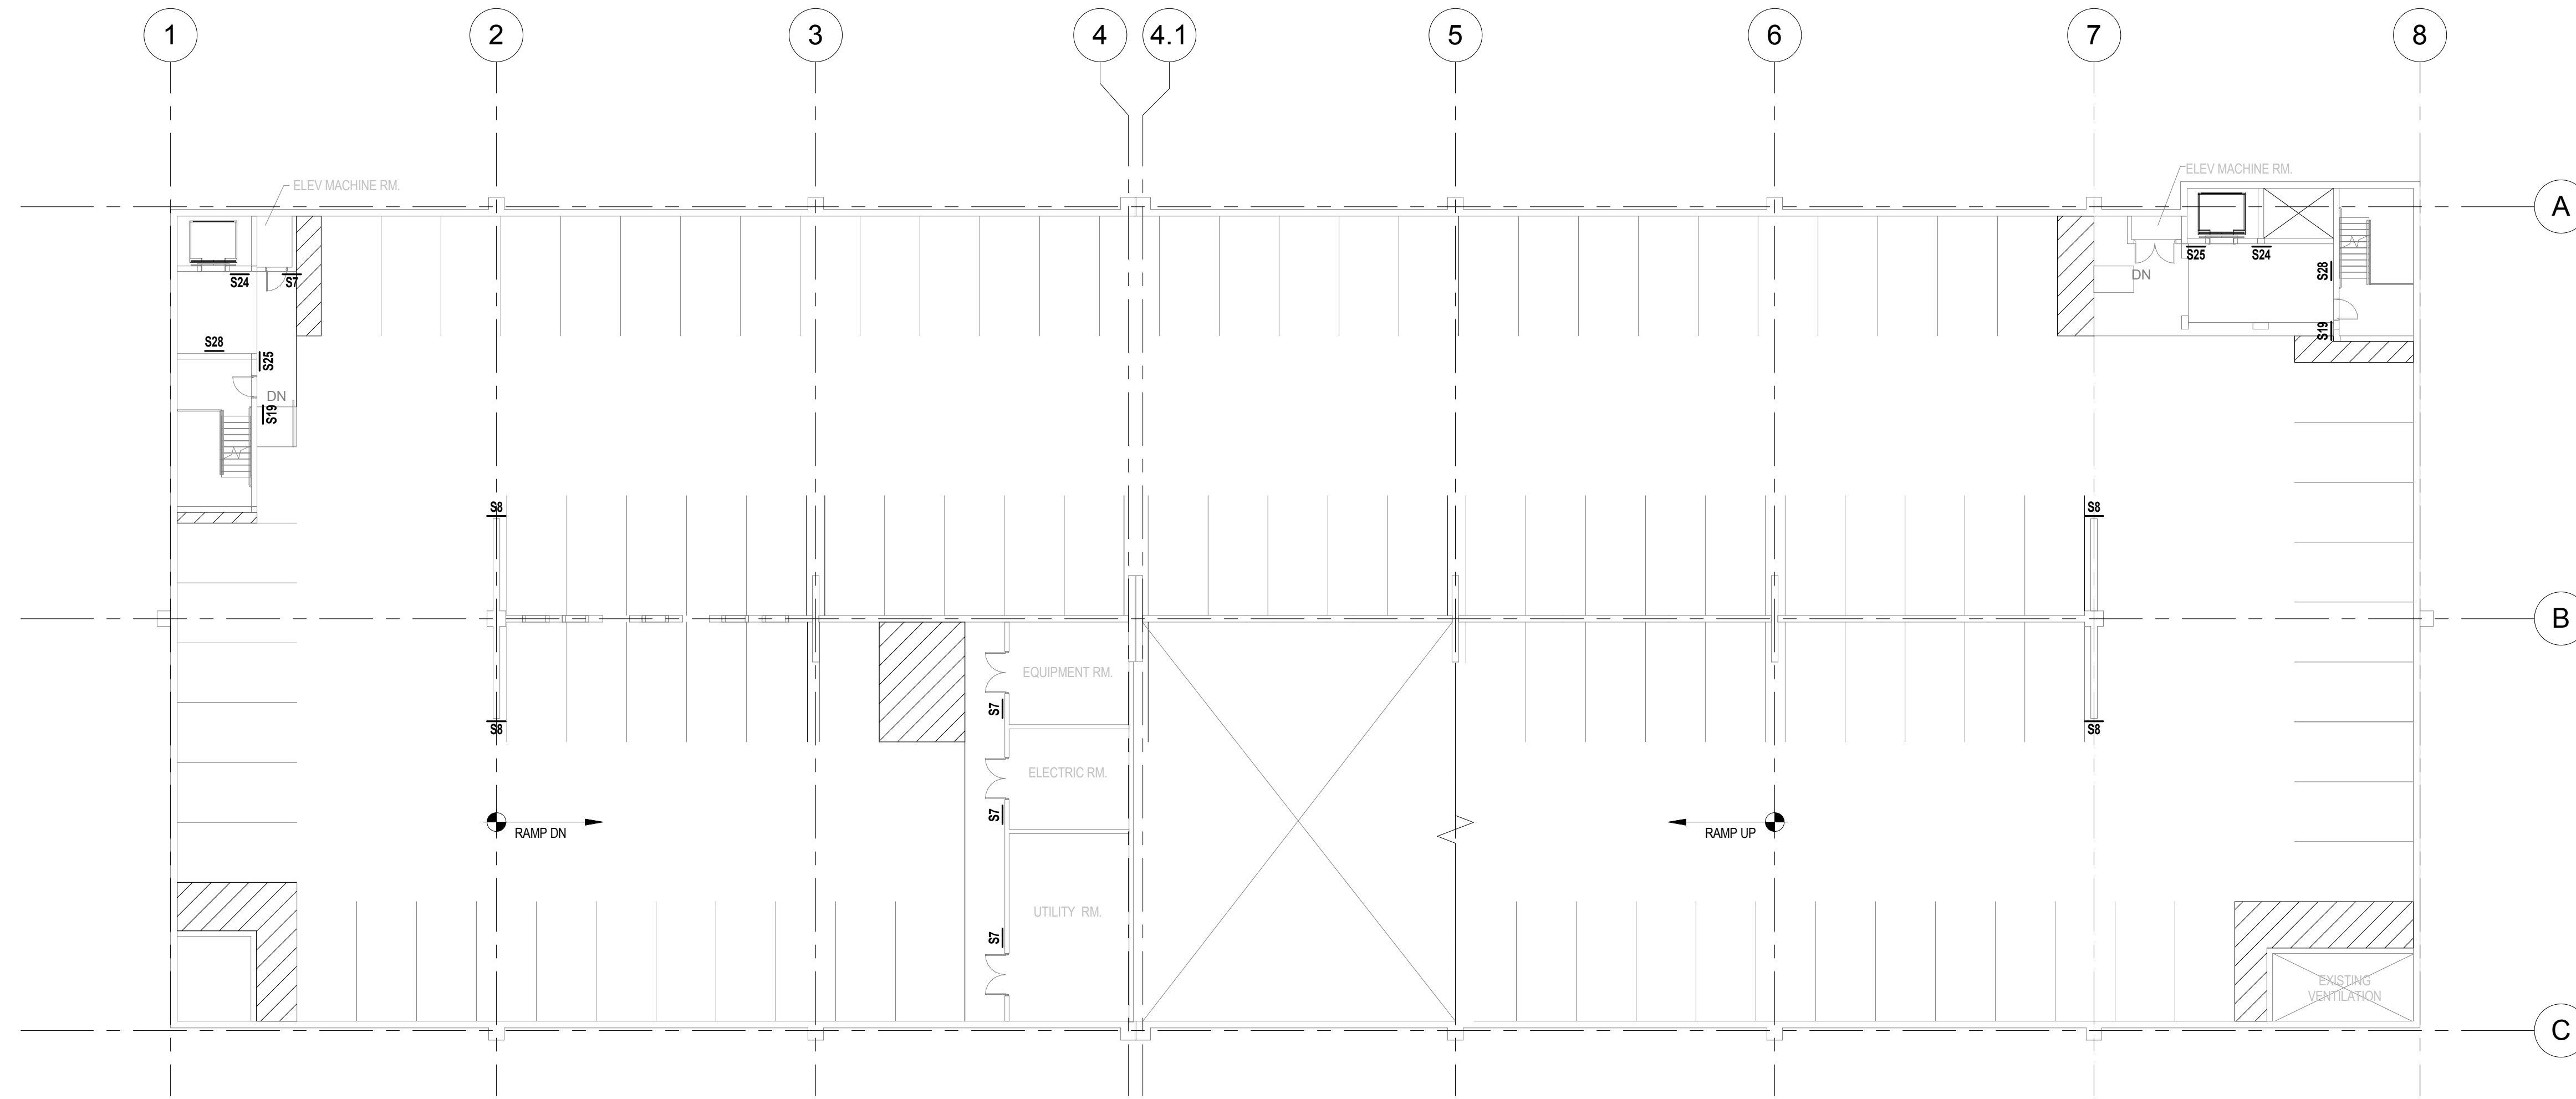 1
2
3
4
4.1
5
6
7
8
ELEV MACHINE RM.
ELEV MACHINE RM.
A
S24
S7
S25
S24
DN
S28
S28
S25
S19
DN
S19
S8
S8
B
EQUIPMENT RM.
S7
S8
S8
ELECTRIC RM.
S7
RAMP DN
RAMP UP
UTILITY RM.
S7
EXISTING
VENTILATION
C